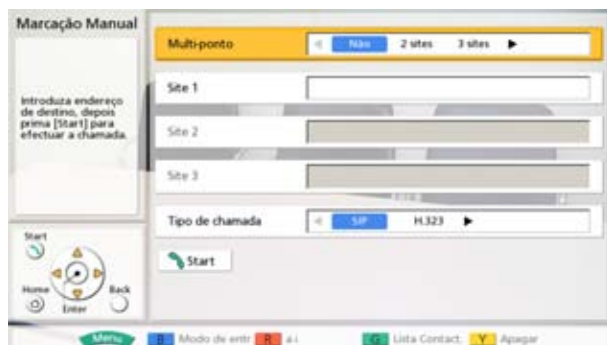 Marcação Manual
Introduza endereço
de destino, depois
prima [Start] para
efectuar a chamada.
Multi-ponto Não 2 sites 3 sites
Site 1
Site 2
Site 3
Tipo de chamada SIP H.323
Start
Start
Home
Back
Enter
Menu B Modo de entr R G Lista Contact. Y Apagar